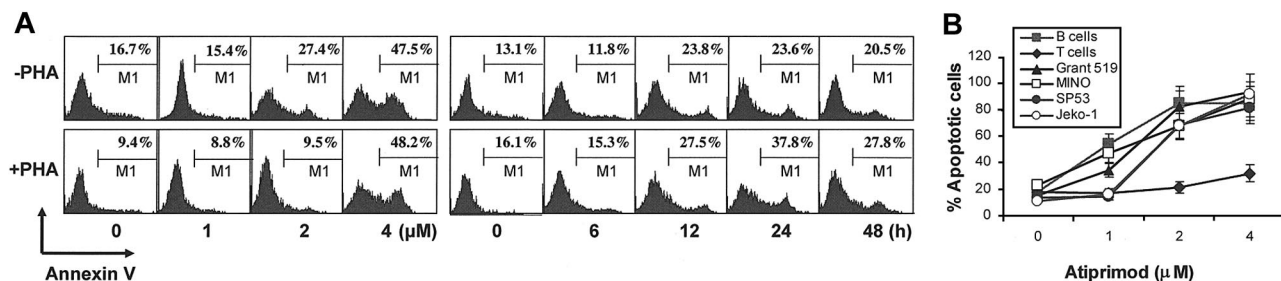 A
16.7% 15.4% 27.4% 47.5% 13.1% 11.8% 23.8% 23.6% 20.5%
-PHA M1 M1 M1 M1 M1 M1 M1 M1 M1
9.4% 8.8% 9.5% 48.2% 16.1% 15.3% 27.5% 37.8% 27.8%
+PHA M1 M1 M1 M1 M1 M1 M1 M1 M1
0 1 2 4 (μM) 0 6 12 24 48 (h)
Annexin V
B
% Apoptotic cells
120
100
80
60
40
20
0
B cells
T cells
Grant 519
MINO
SP53
Jeko-1
0 1 2 4
Atiprimod (μM)